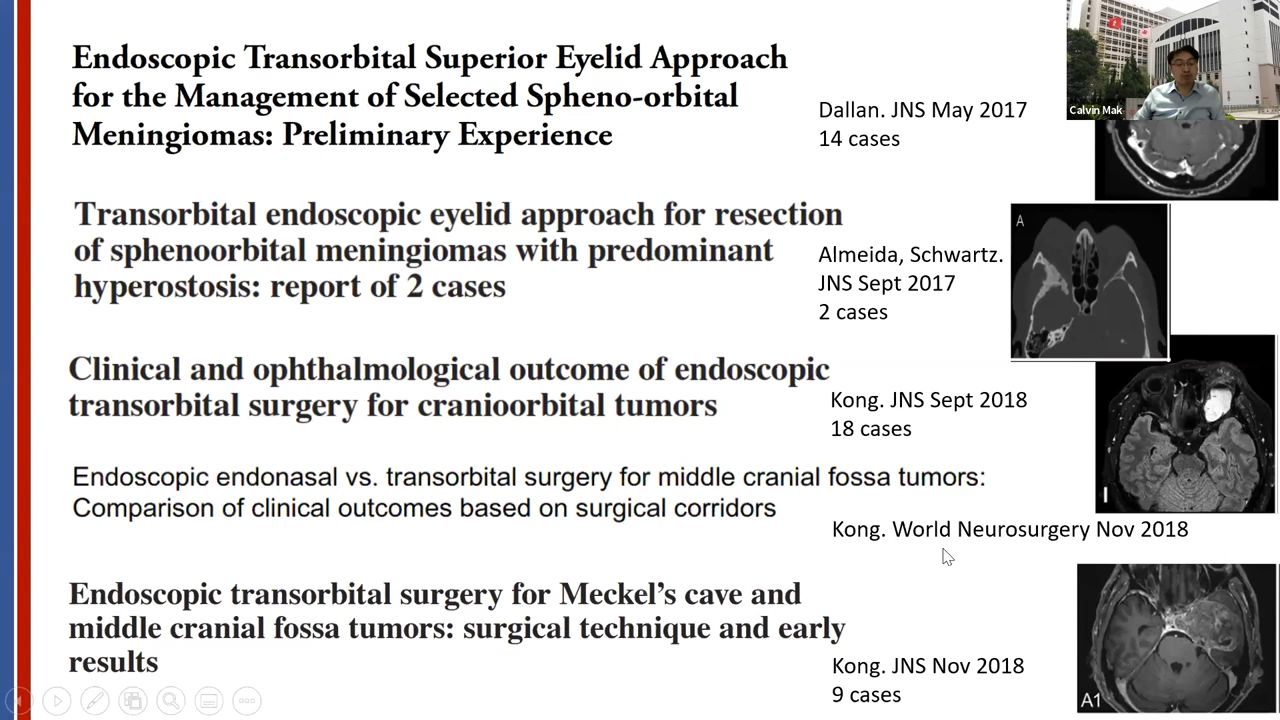 Endoscopic Transorbital Superior Eyelid Approach
for the Management of Selected Spheno-orbital
Meningiomas: Preliminary Experience
Dallan. JNS May 2017
14 cases
Calvin Mak
Transorbital endoscopic eyelid approach for resection
of sphenoorbital meningiomas with predominant
hyperostosis: report of 2 cases
Almeida, Schwartz.
JNS Sept 2017
2 cases
A
Clinical and ophthalmological outcome of endoscopic
transorbital surgery for cranioorbital tumors
Kong. JNS Sept 2018
18 cases
Endoscopic endonasal vs. transorbital surgery for middle cranial fossa tumors:
Comparison of clinical outcomes based on surgical corridors
Kong. World Neurosurgery Nov 2018
Endoscopic transorbital surgery for Meckel’s cave and
middle cranial fossa tumors: surgical technique and early
results
Kong. JNS Nov 2018
9 cases
A1